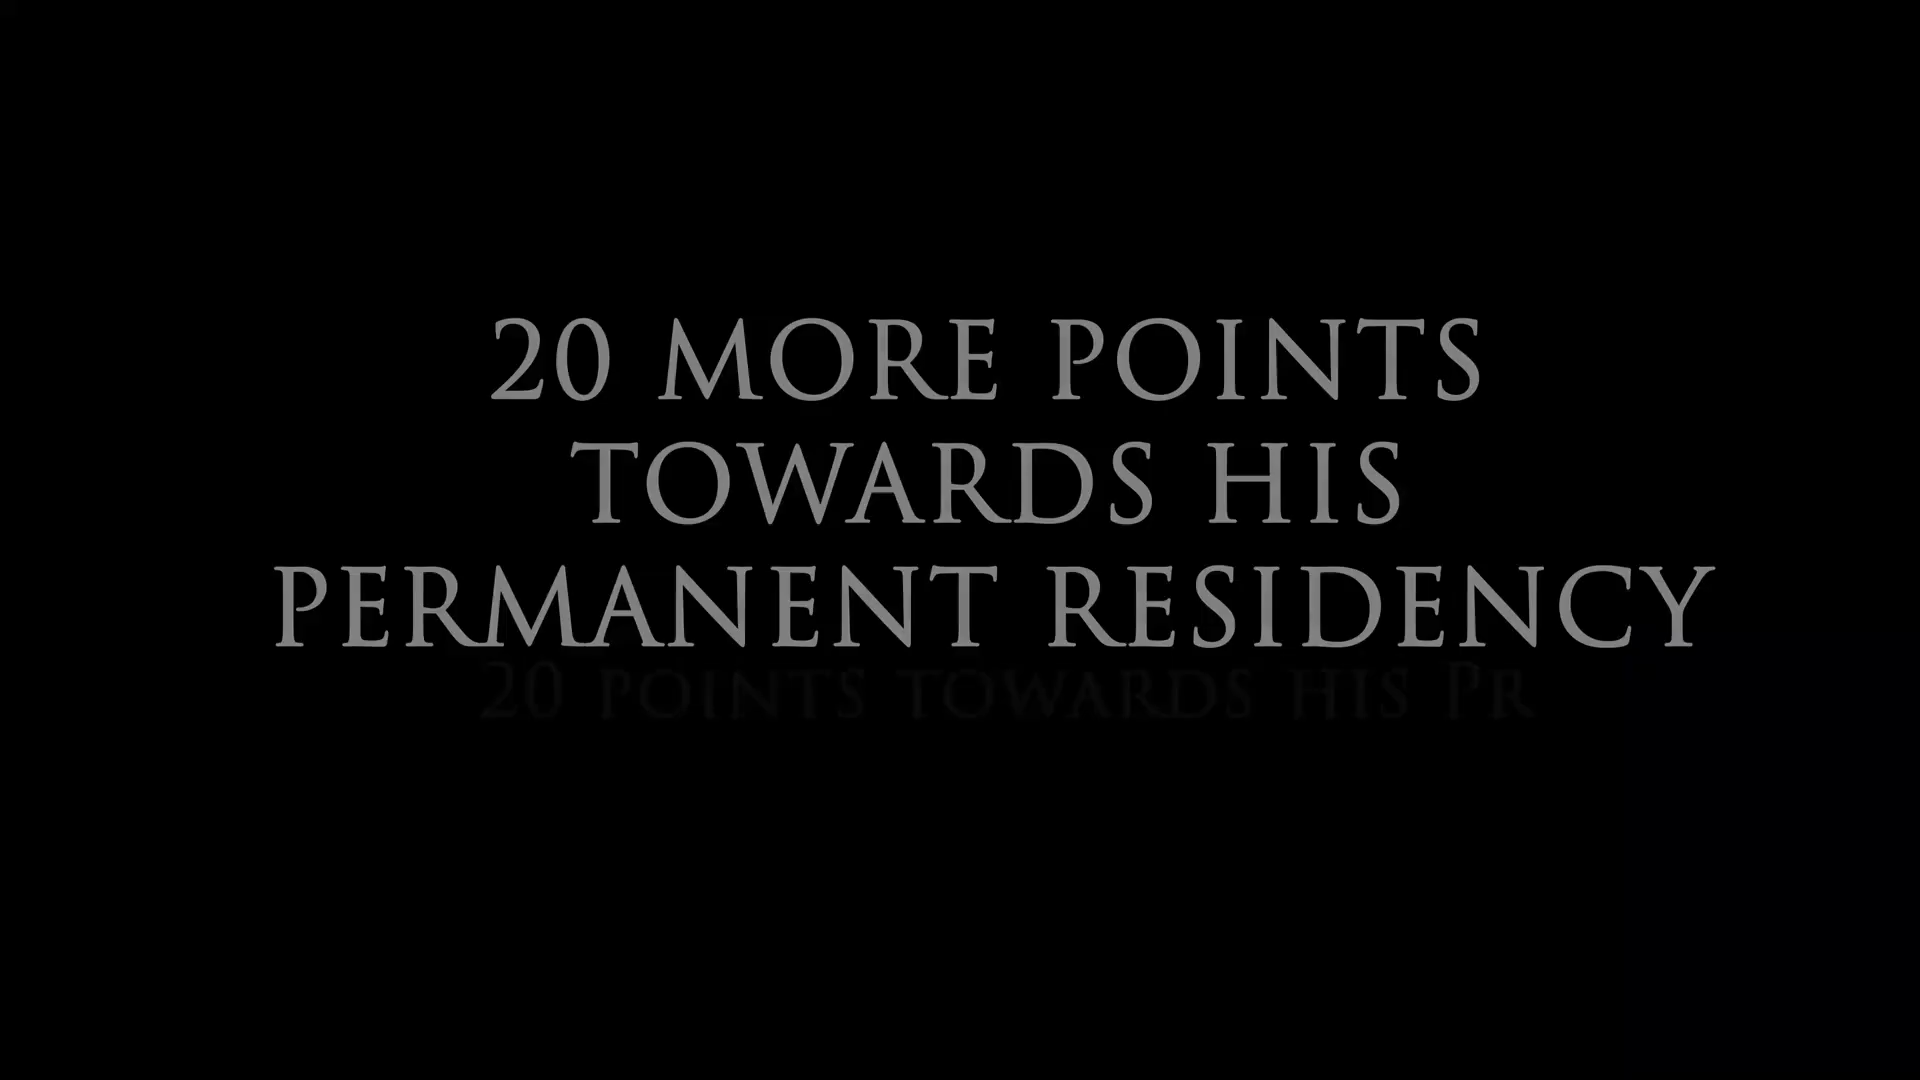 20 MORE POINTS
TOWARDS HIS
PERMANENT RESIDENCY
20 POINTS TOWARDS HIS PR